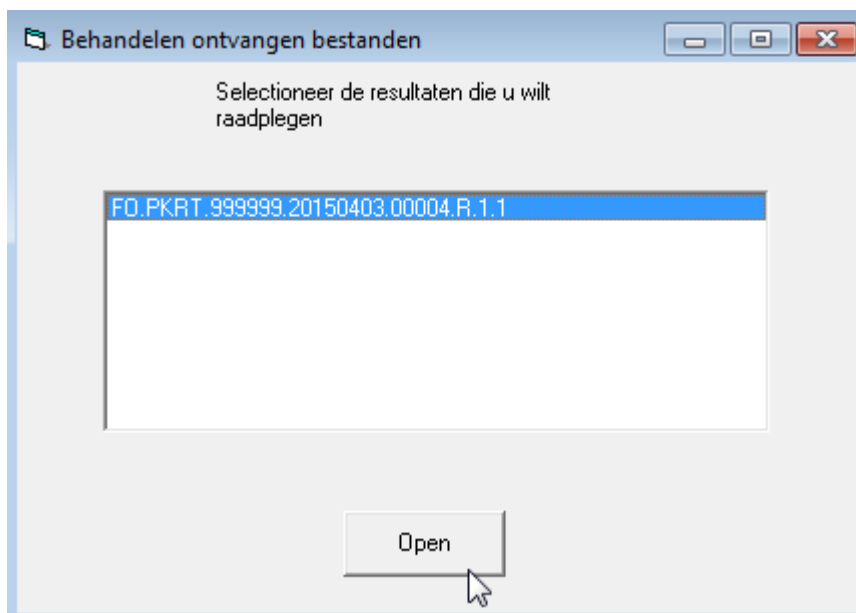 Behandelen ontvangen bestanden
Selectioneer de resultaten die u wilt
raadplegen
FO.PKRT.999999.20150403.00004.R.1.1
Open